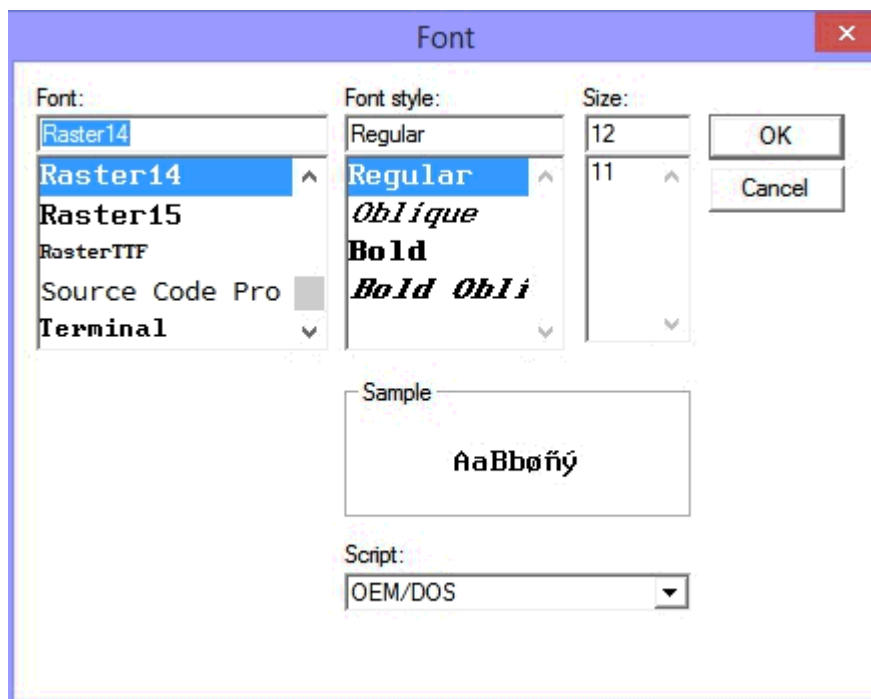 Font
Font:
Raster14
Raster14
Raster15
RasterTTF
Source Code Pro
Terminal
Font style:
Regular
Regular
Oblique
Bold
Bold Obli
Size:
12
11
OK
Cancel
Sample
AaBbøñý
Script:
OEM/DOS